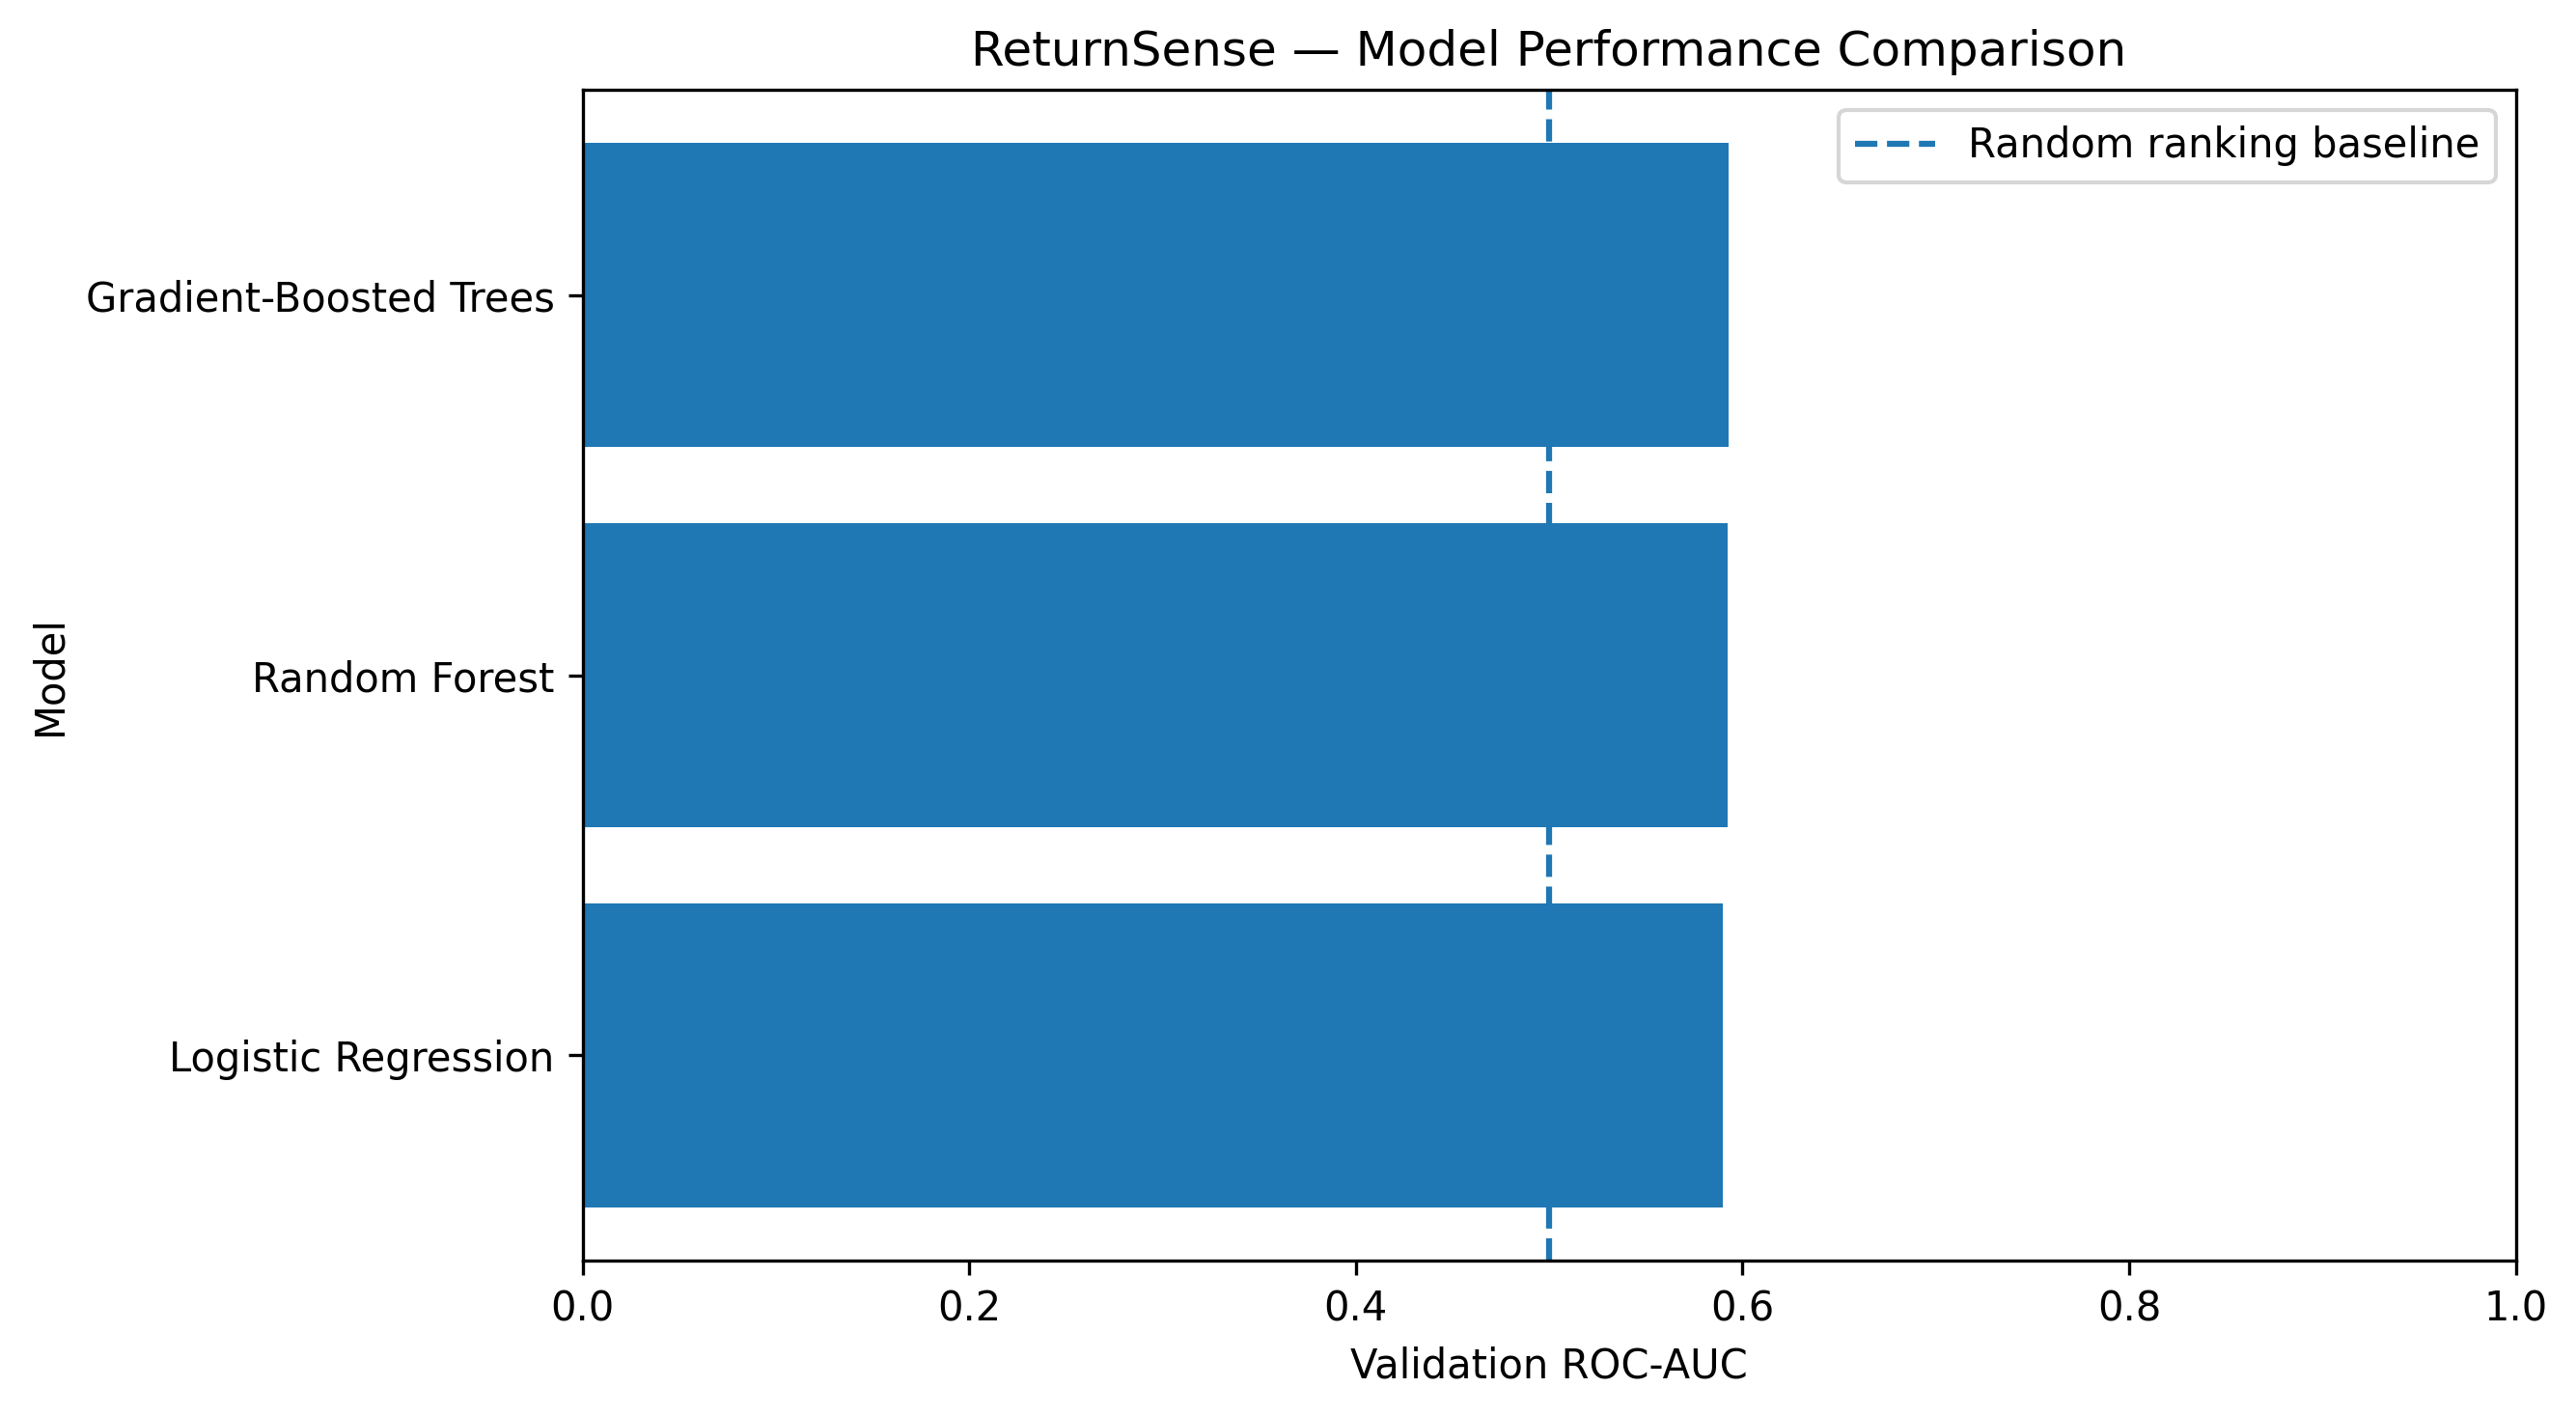 ReturnSense — Model Performance Comparison
Random ranking baseline
Gradient-Boosted Trees
Random Forest
Logistic Regression
Model
0.0 0.2 0.4 0.6 0.8 1.0
Validation ROC-AUC